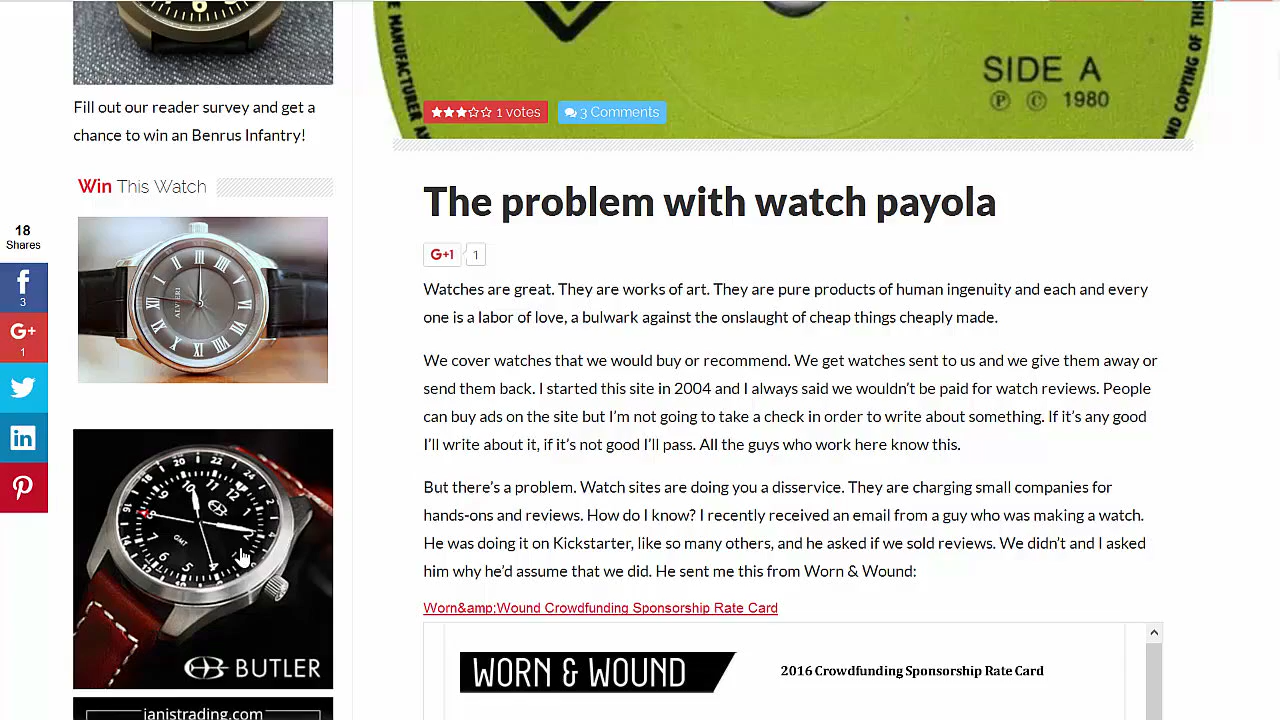 Fill out our reader survey and get a
chance to win an Benrus Infantry!
Win This Watch
ALVIERI
18
Shares
3
G+
1
in
GMT
BUTLER
janistrading.com
E MANUFACTURER AN
SIDE A
Ⓟ © 1980
ND COPYING OF THIS
1 votes
3 Comments
The problem with watch payola
G+1
1
Watches are great. They are works of art. They are pure products of human ingenuity and each and every
one is a labor of love, a bulwark against the onslaught of cheap things cheaply made.
We cover watches that we would buy or recommend. We get watches sent to us and we give them away or
send them back. I started this site in 2004 and I always said we wouldn't be paid for watch reviews. People
can buy ads on the site but I'm not going to take a check in order to write about something. If it's any good
I'll write about it, if it's not good I'll pass. All the guys who work here know this.
But there's a problem. Watch sites are doing you a disservice. They are charging small companies for
hands-ons and reviews. How do I know? I recently received an email from a guy who was making a watch.
He was doing it on Kickstarter, like so many others, and he asked if we sold reviews. We didn't and I asked
him why he'd assume that we did. He sent me this from Worn & Wound:
Worn&amp;Wound Crowdfunding Sponsorship Rate Card
WORN & WOUND
2016 Crowdfunding Sponsorship Rate Card